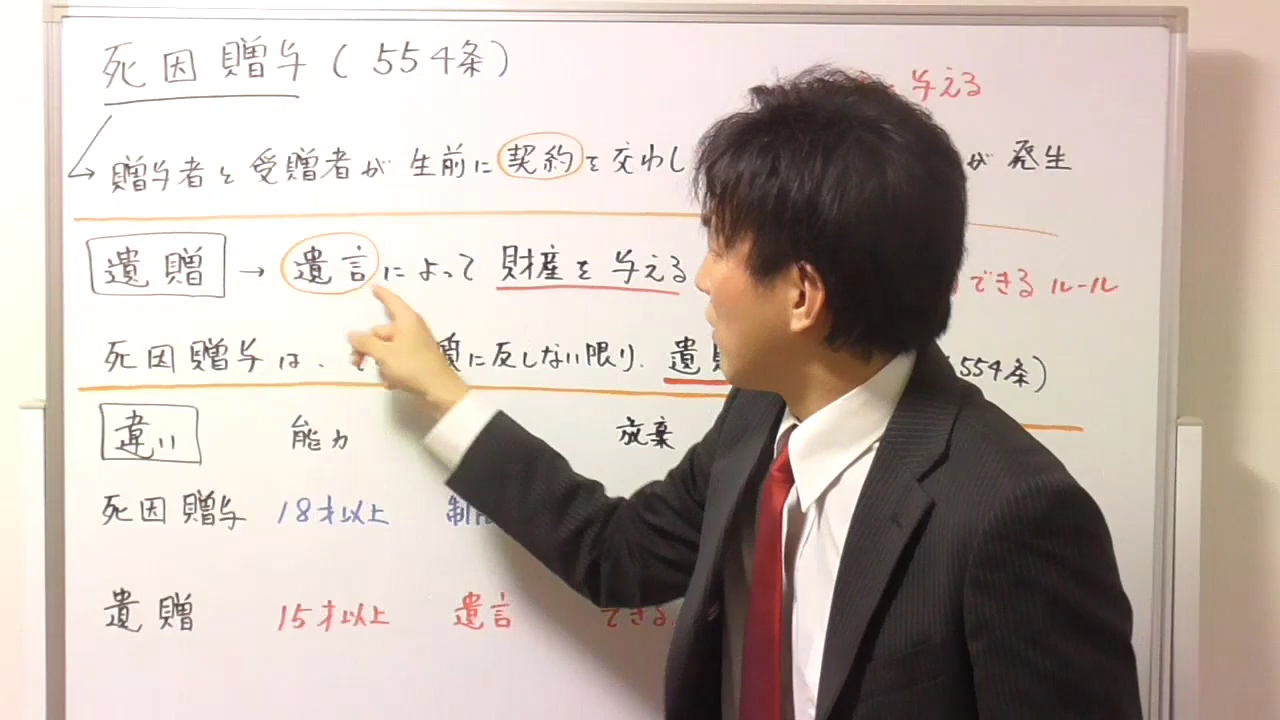 死因贈与(554条)
与える
贈与者と受贈者が生前に契約を交わし が発生
遺贈 → 遺言によって財産を与える できるルール
死因贈与は、 に反しない限り、遺 554条)
違い 能力 放棄
死因贈与 18才以上 制
遺贈 15才以上 遺言 できる